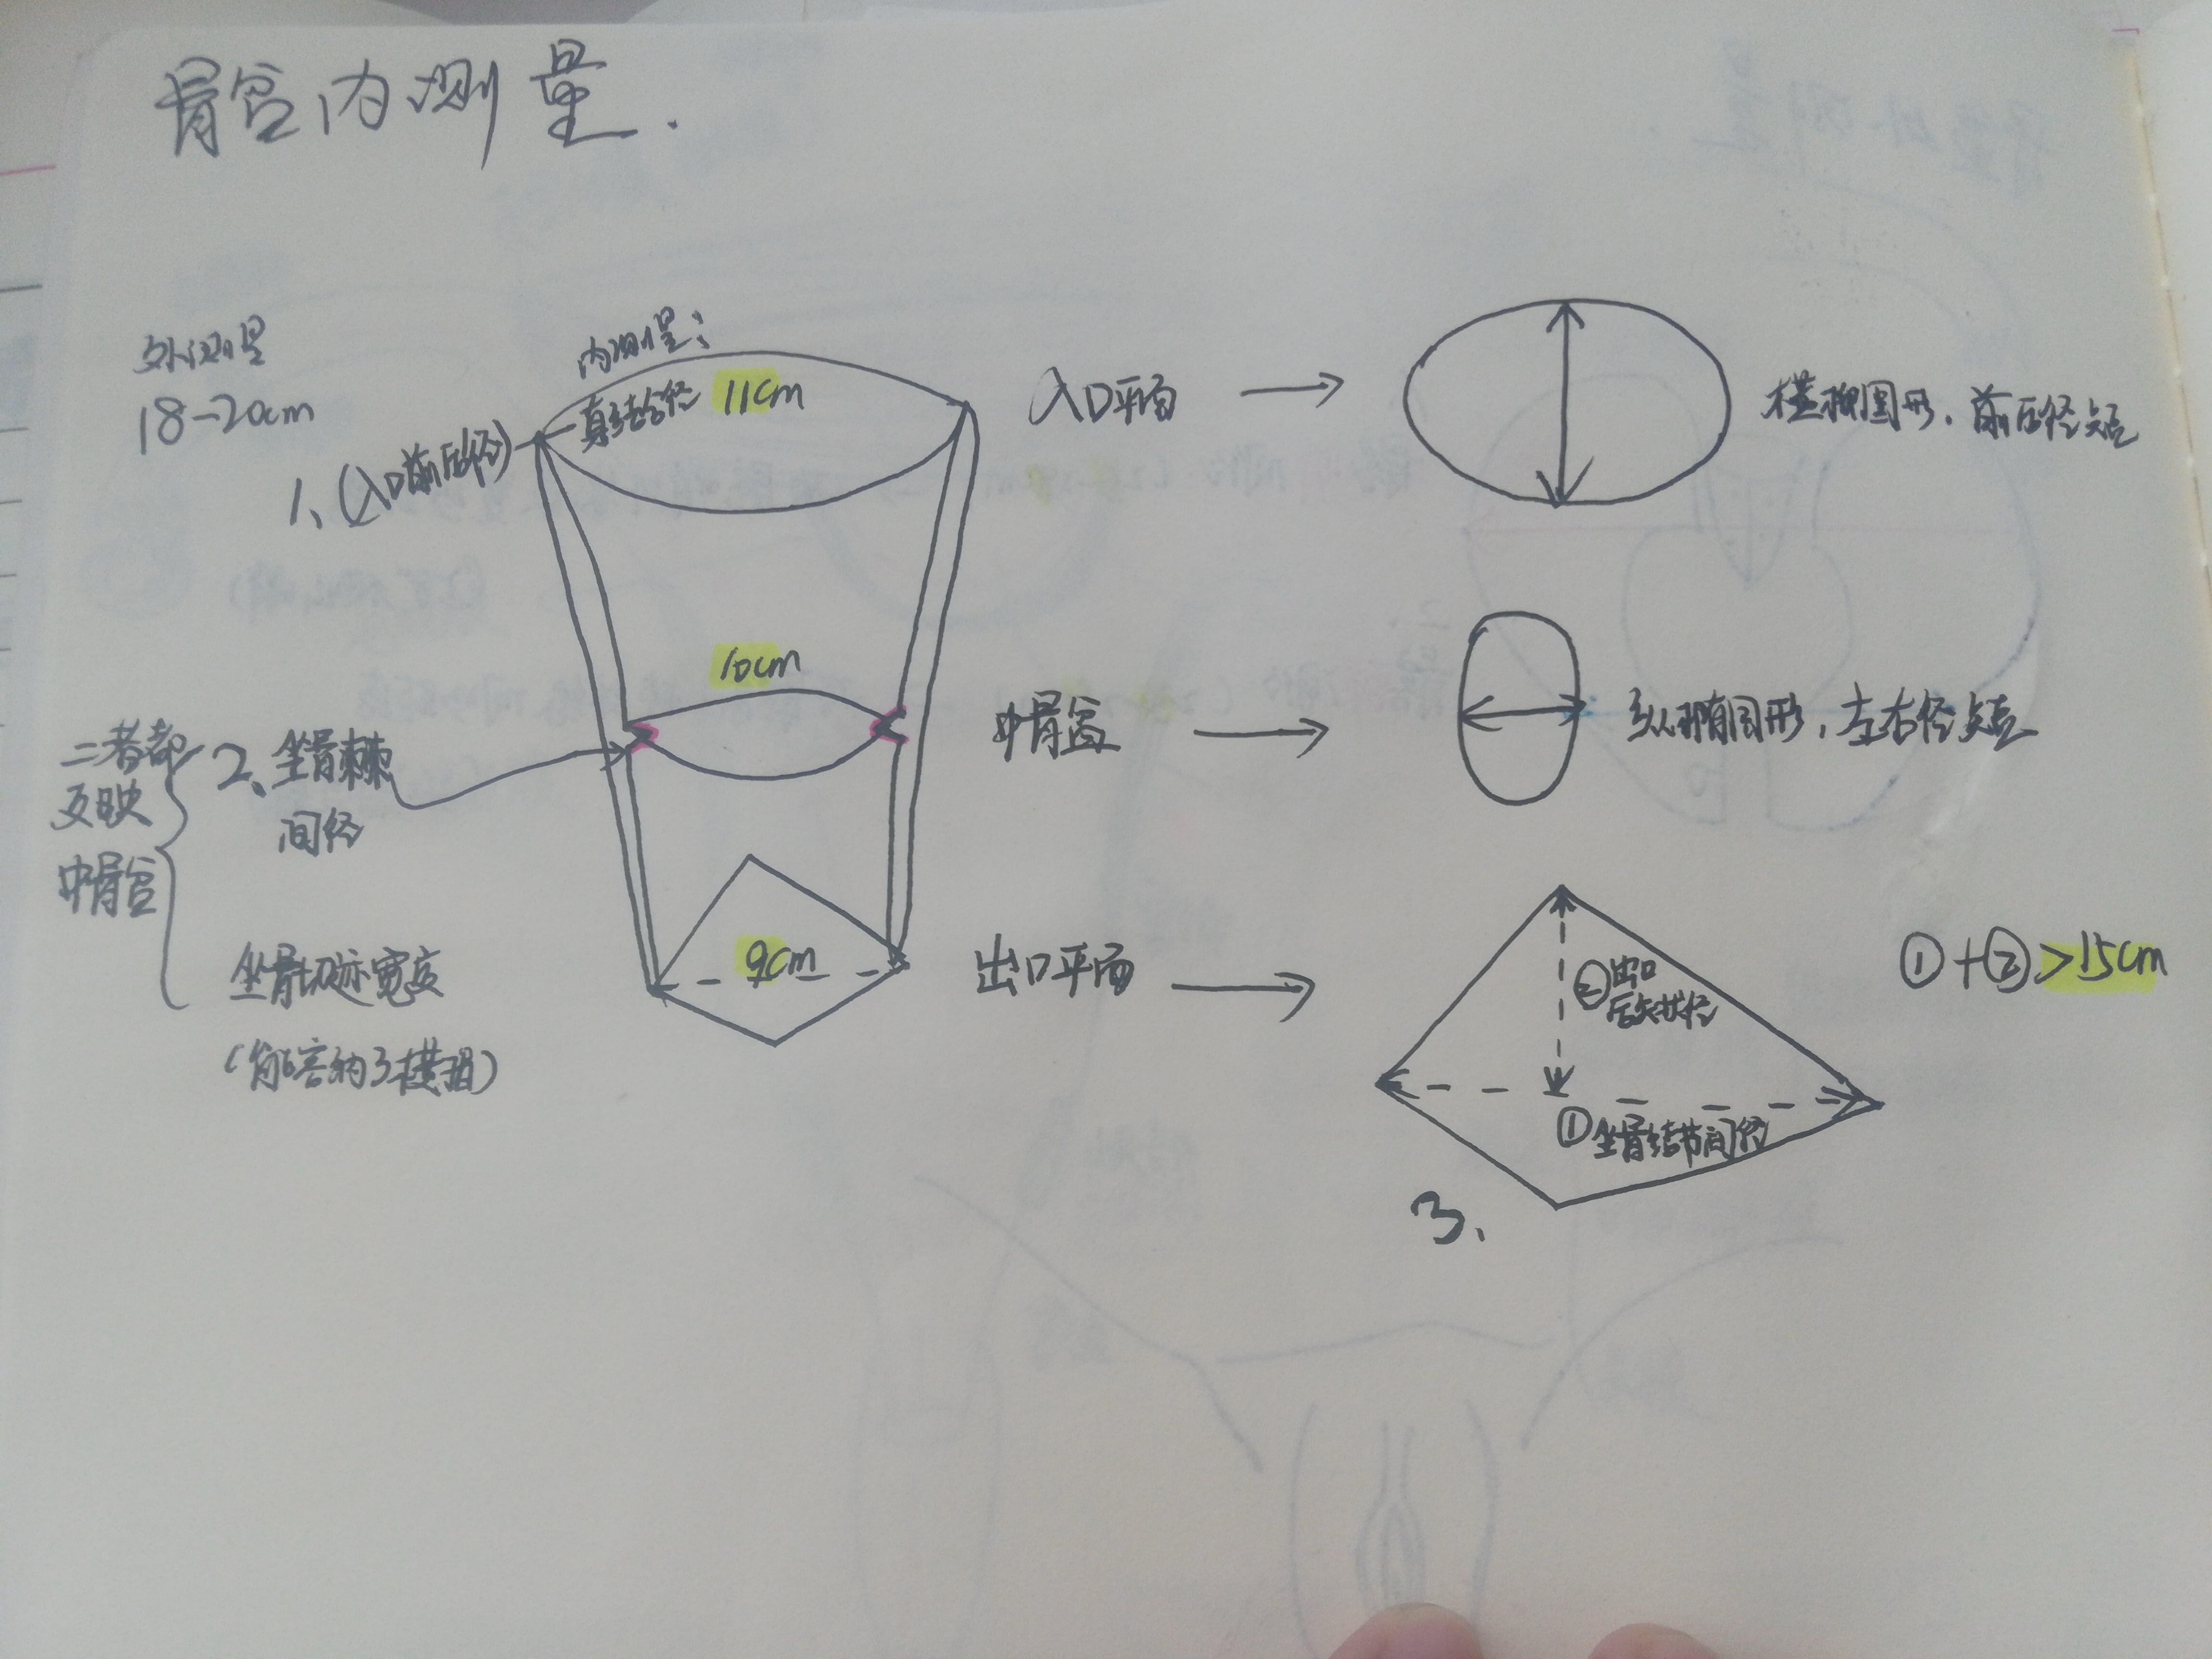 骨盆内测量.
外测量
18-20cm
内测量:
真结合径 11cm
1、(入口前后径)
入口平面
横椭圆形,前后径短
10cm
中骨盆
纵椭圆形,左右径短
二者都
反映
中骨盆
2、坐骨棘
间径
坐骨切迹宽度
(能容纳3横指)
9cm
出口平面
②出口
后矢状径
①坐骨结节间径
①+②>15cm
3、